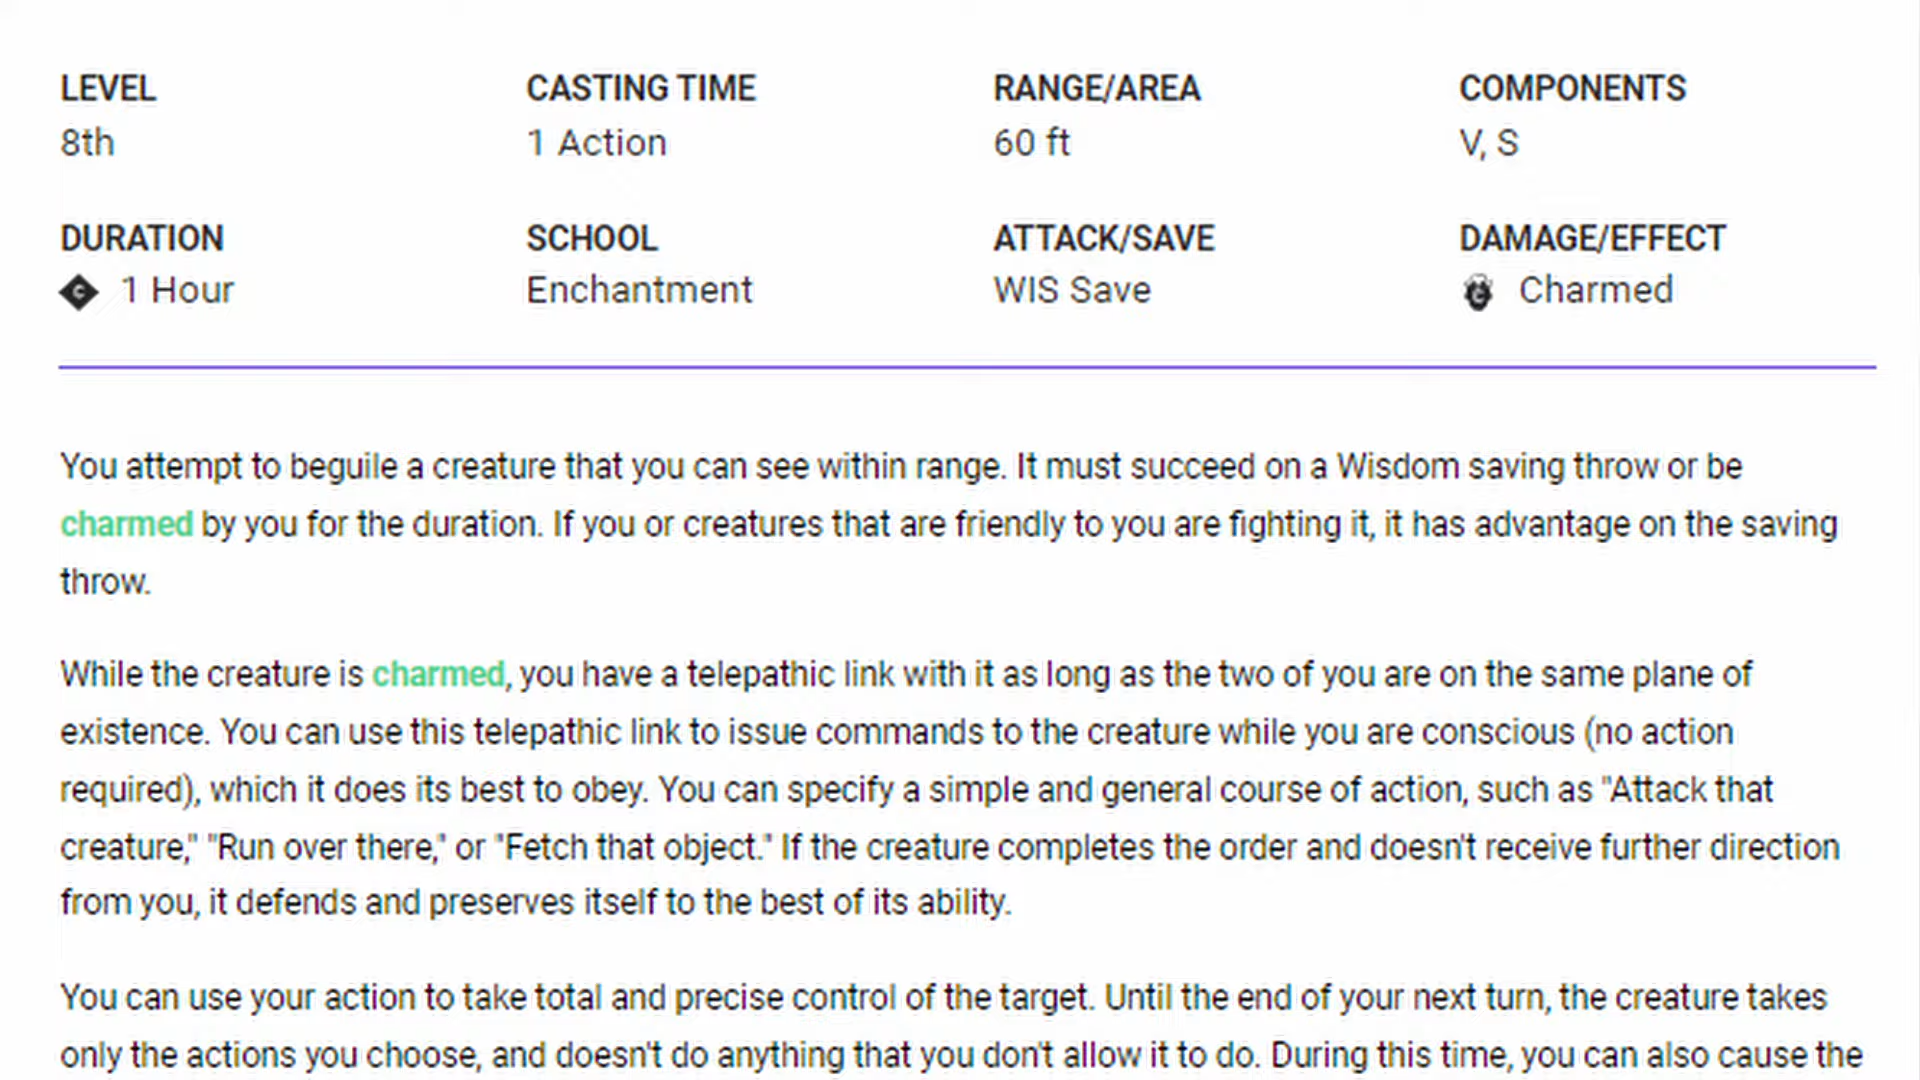 LEVEL CASTING TIME RANGE/AREA COMPONENTS
8th 1 Action 60 ft V, S
DURATION SCHOOL ATTACK/SAVE DAMAGE/EFFECT
C 1 Hour Enchantment WIS Save Charmed
You attempt to beguile a creature that you can see within range. It must succeed on a Wisdom saving throw or be
charmed by you for the duration. If you or creatures that are friendly to you are fighting it, it has advantage on the saving
throw.
While the creature is charmed, you have a telepathic link with it as long as the two of you are on the same plane of
existence. You can use this telepathic link to issue commands to the creature while you are conscious (no action
required), which it does its best to obey. You can specify a simple and general course of action, such as "Attack that
creature," "Run over there," or "Fetch that object." If the creature completes the order and doesn't receive further direction
from you, it defends and preserves itself to the best of its ability.
You can use your action to take total and precise control of the target. Until the end of your next turn, the creature takes
only the actions you choose, and doesn't do anything that you don't allow it to do. During this time, you can also cause the